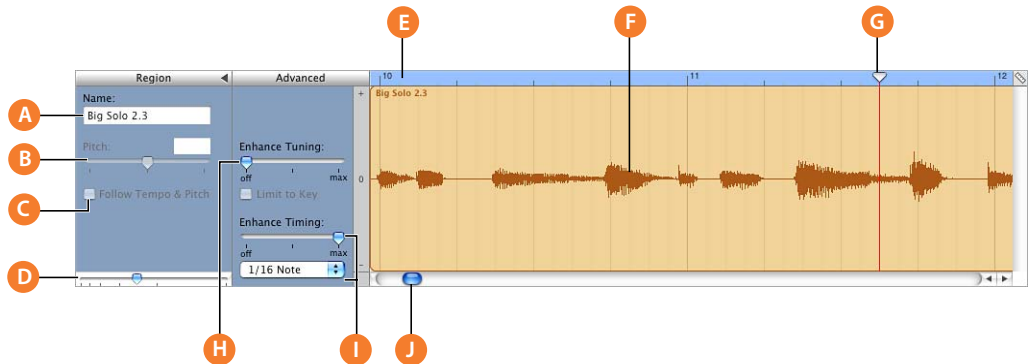 E
F
G
Region
Advanced
10
11
12
Name:
+
Big Solo 2.3
A
Big Solo 2.3
Pitch:
Enhance Tuning:
B
off
max
0
C
Follow Tempo & Pitch
Limit to Key
Enhance Timing:
off
max
1/16 Note
–
D
H
I
J